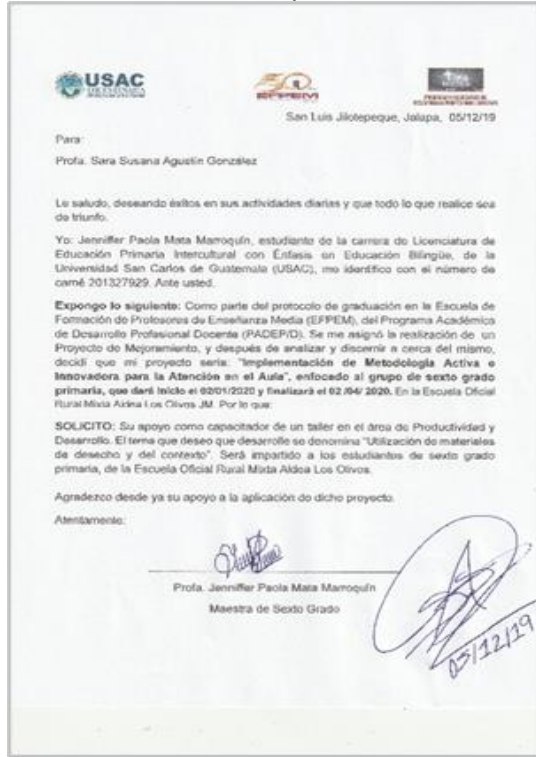 USAC
EFPEM
San Luis Jilotepeque, Jalapa, 05/12/19
Para:
Profa. Sara Susana Agustín González
Le saludo, deseando éxitos en sus actividades diarias y que todo lo que realice sea
de triunfo.
Yo: Jenniffer Paola Mata Marroquín, estudiante de la carrera de Licenciatura de
Educación Primaria Intercultural con Énfasis en Educación Bilingüe, de la
Universidad San Carlos de Guatemala (USAC), me identifico con el número de
carné 201327929. Ante usted.
Expongo lo siguiente: Como parte del protocolo de graduación en la Escuela de
Formación de Profesores de Enseñanza Media (EFPEM), del Programa Académico
de Desarrollo Profesional Docente (PADEP/D). Se me asignó la realización de un
Proyecto de Mejoramiento, y después de analizar y discernir a cerca del mismo,
decidí que mi proyecto sería: "Implementación de Metodología Activa e
Innovadora para la Atención en el Aula", enfocado al grupo de sexto grado
primaria, que dará inicio el 02/01/2020 y finalizará el 02 /04/ 2020. En la Escuela Oficial
Rural Mixta Aldea Los Olivos JM. Por lo que:
SOLICITO: Su apoyo como capacitador de un taller en el área de Productividad y
Desarrollo. El tema que deseo que desarrolle se denomina "Utilización de materiales
de desecho y del contexto". Será impartido a los estudiantes de sexto grado
primaria, de la Escuela Oficial Rural Mixta Aldea Los Olivos.
Agradezco desde ya su apoyo a la aplicación de dicho proyecto.
Atentamente:
Profa. Jenniffer Paola Mata Marroquín
Maestra de Sexto Grado
05/12/19